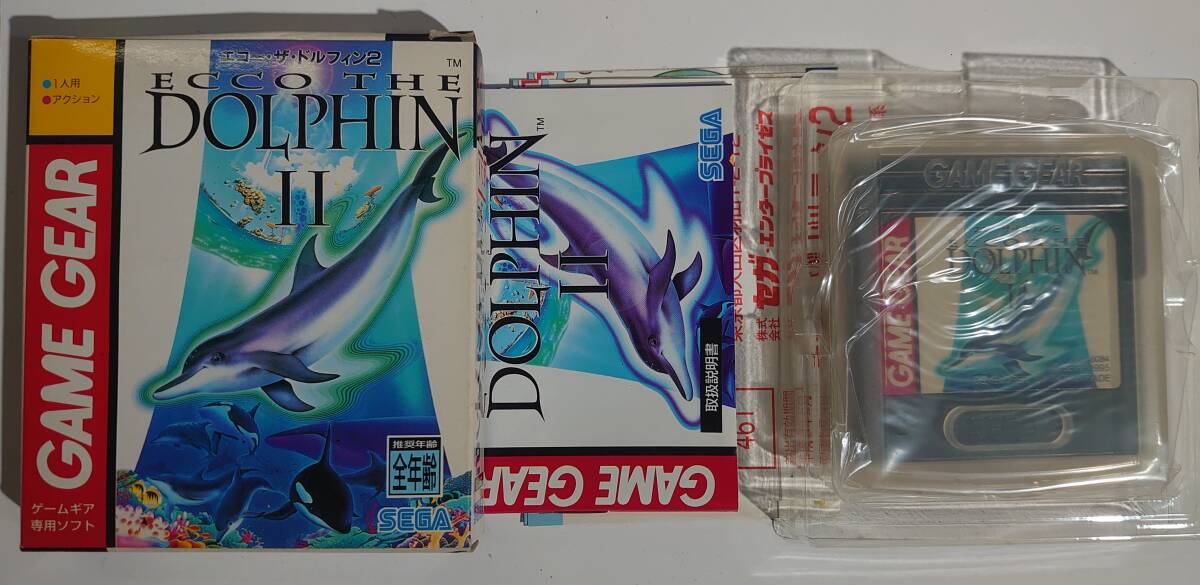 エコー・ザ・ドルフィン2
ECCO THE
DOLPHIN
TM
II
●1人用
●アクション
GAME GEAR
ゲームギア
専用ソフト
推奨年齢
全年齢
SEGA
DOLPHIN
TM
II
SEGA
取扱説明書
GAME GEAR
株式
会社
セガ・エンタープライゼス
461
GAME GEAR
GAME GEAR
DOLPHIN
TM
II